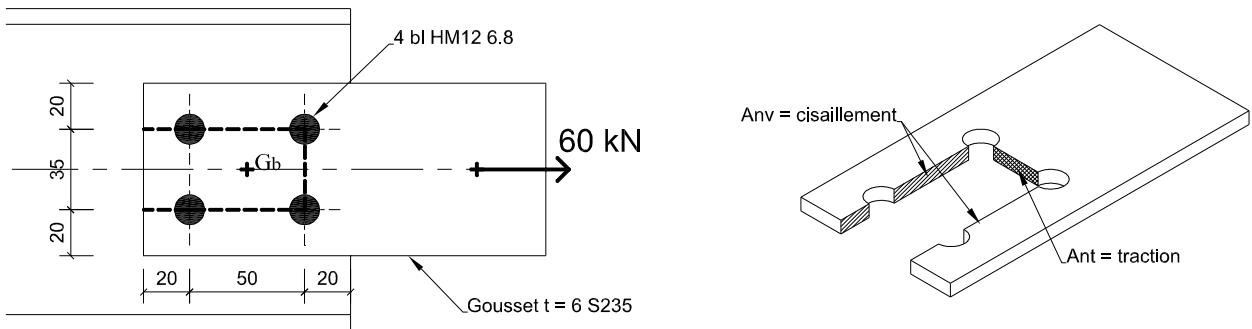 4 bl HM12 6.8
20
35
20
Gb
60 kN
20
50
20
Gousset t = 6 S235
Anv = cisaillement
Ant = traction